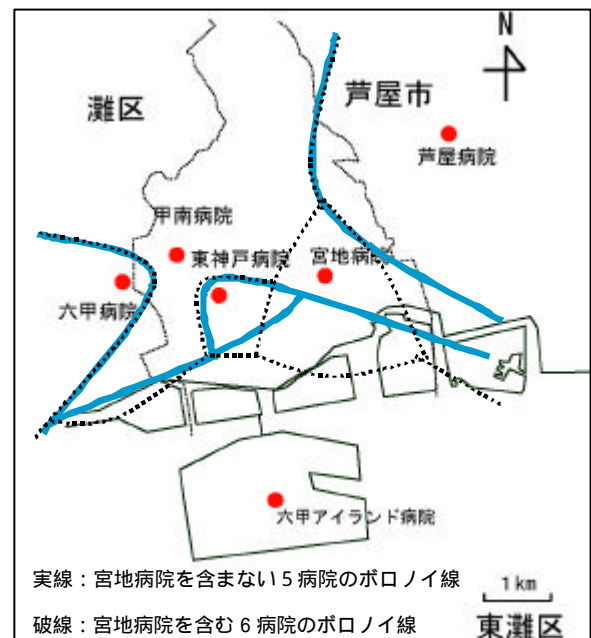 N
芦屋市
灘区
芦屋病院
甲南病院
東神戸病院
宮地病院
六甲病院
六甲アイランド病院
実線：宮地病院を含まない５病院のボロノイ線
1km
破線：宮地病院を含む６病院のボロノイ線
東灘区